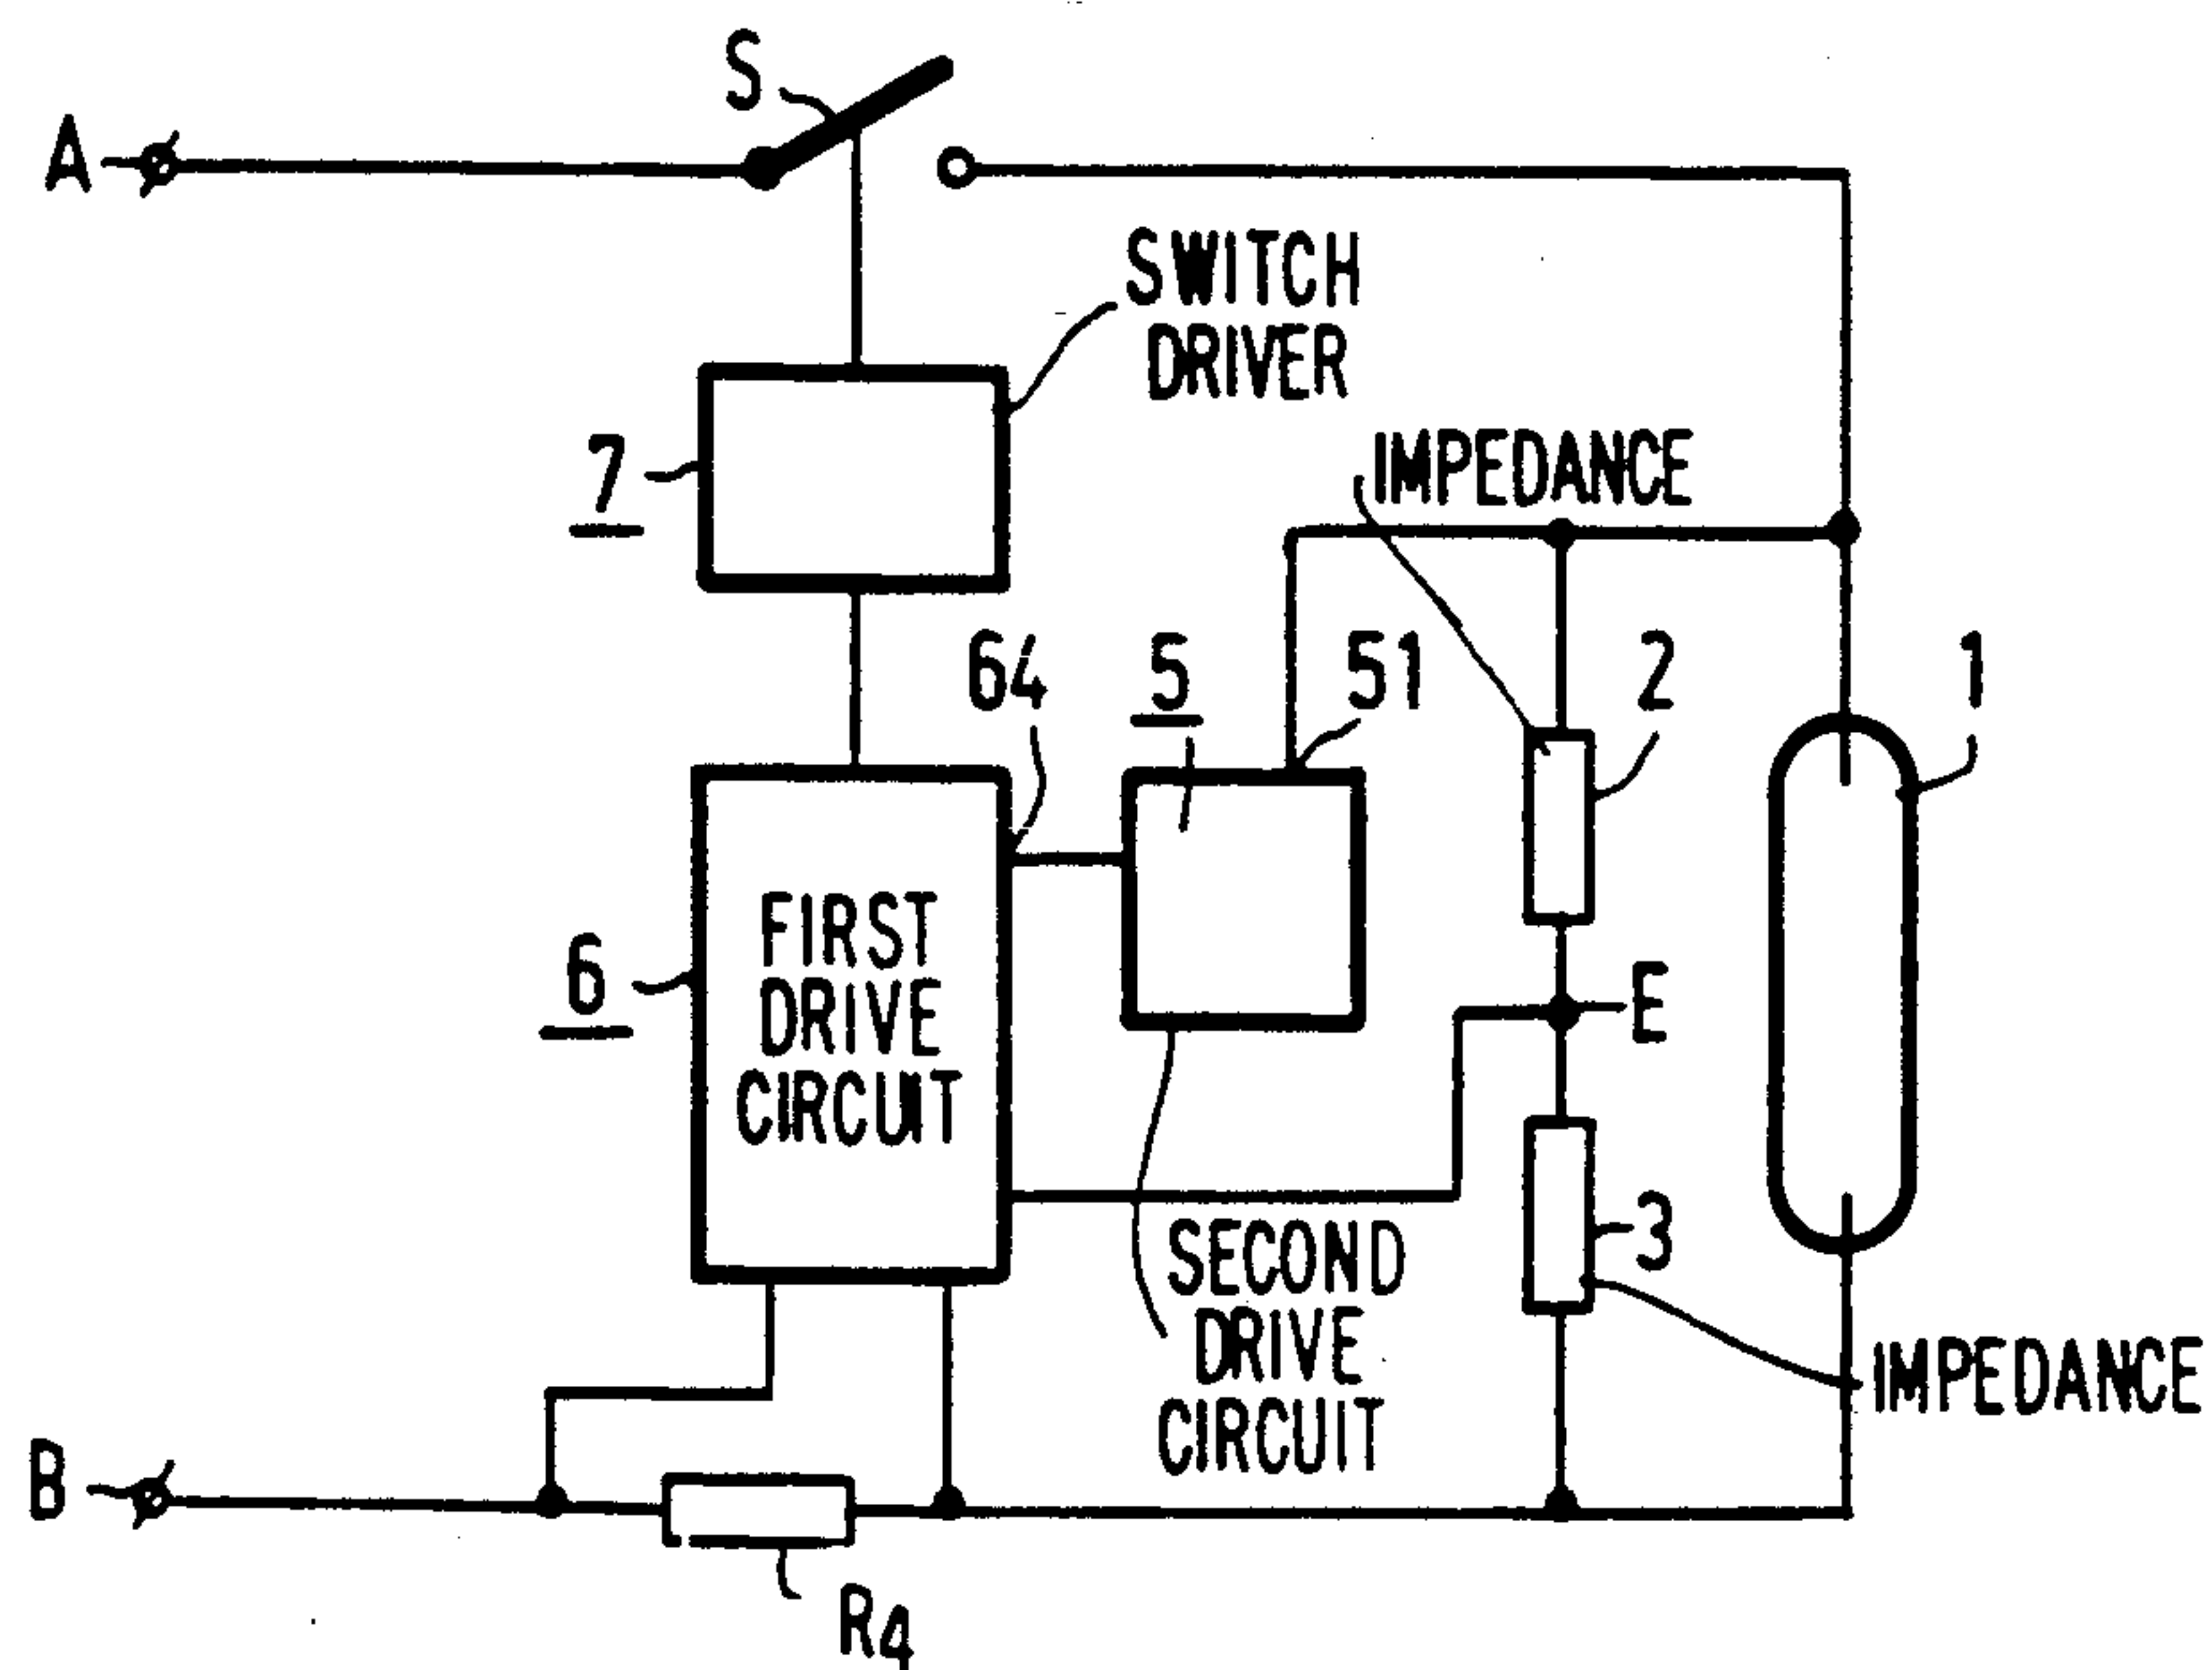 S
A
SWITCH
DRIVER
7
IMPEDANCE
64
5
51
2
1
FIRST
DRIVE
CIRCUIT
6
E
SECOND
DRIVE
CIRCUIT
3
IMPEDANCE
B
R4